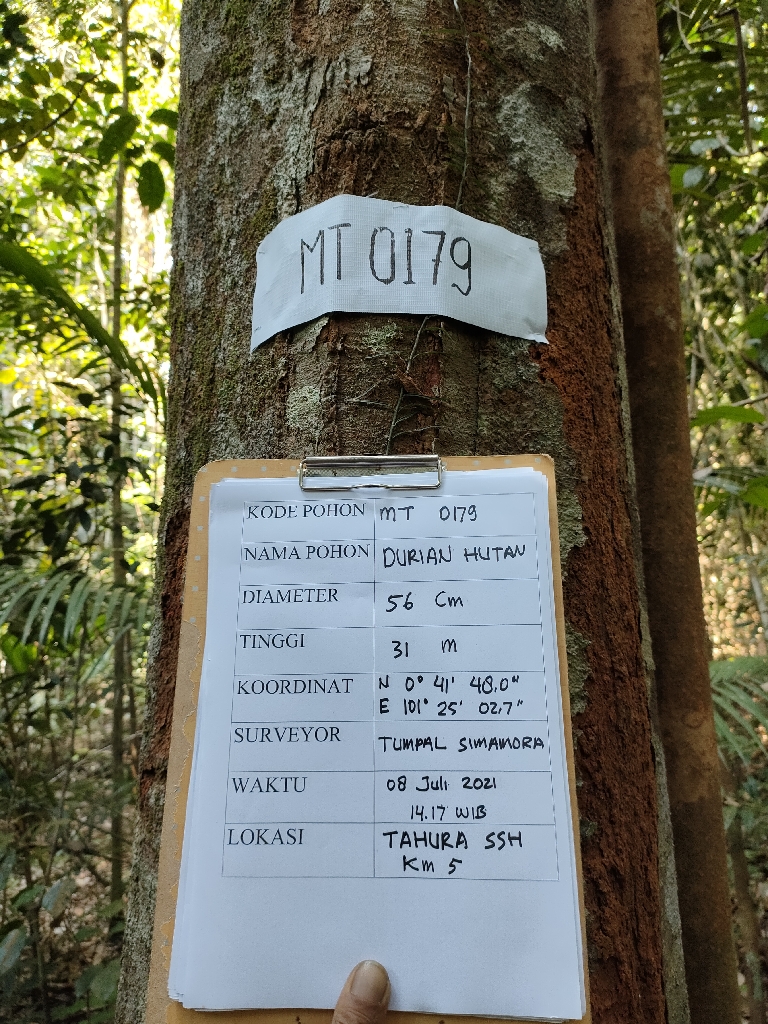 MT 0179
KODE POHON MT 0179
NAMA POHON DURIAN HUTAN
DIAMETER 56 Cm
TINGGI 31 m
KOORDINAT N 0° 41' 48.0"
E 101° 25' 02.7"
SURVEYOR TUMPAL SIMAMORA
WAKTU 08 Juli 2021
14.17 WIB
LOKASI TAHURA SSH
Km 5